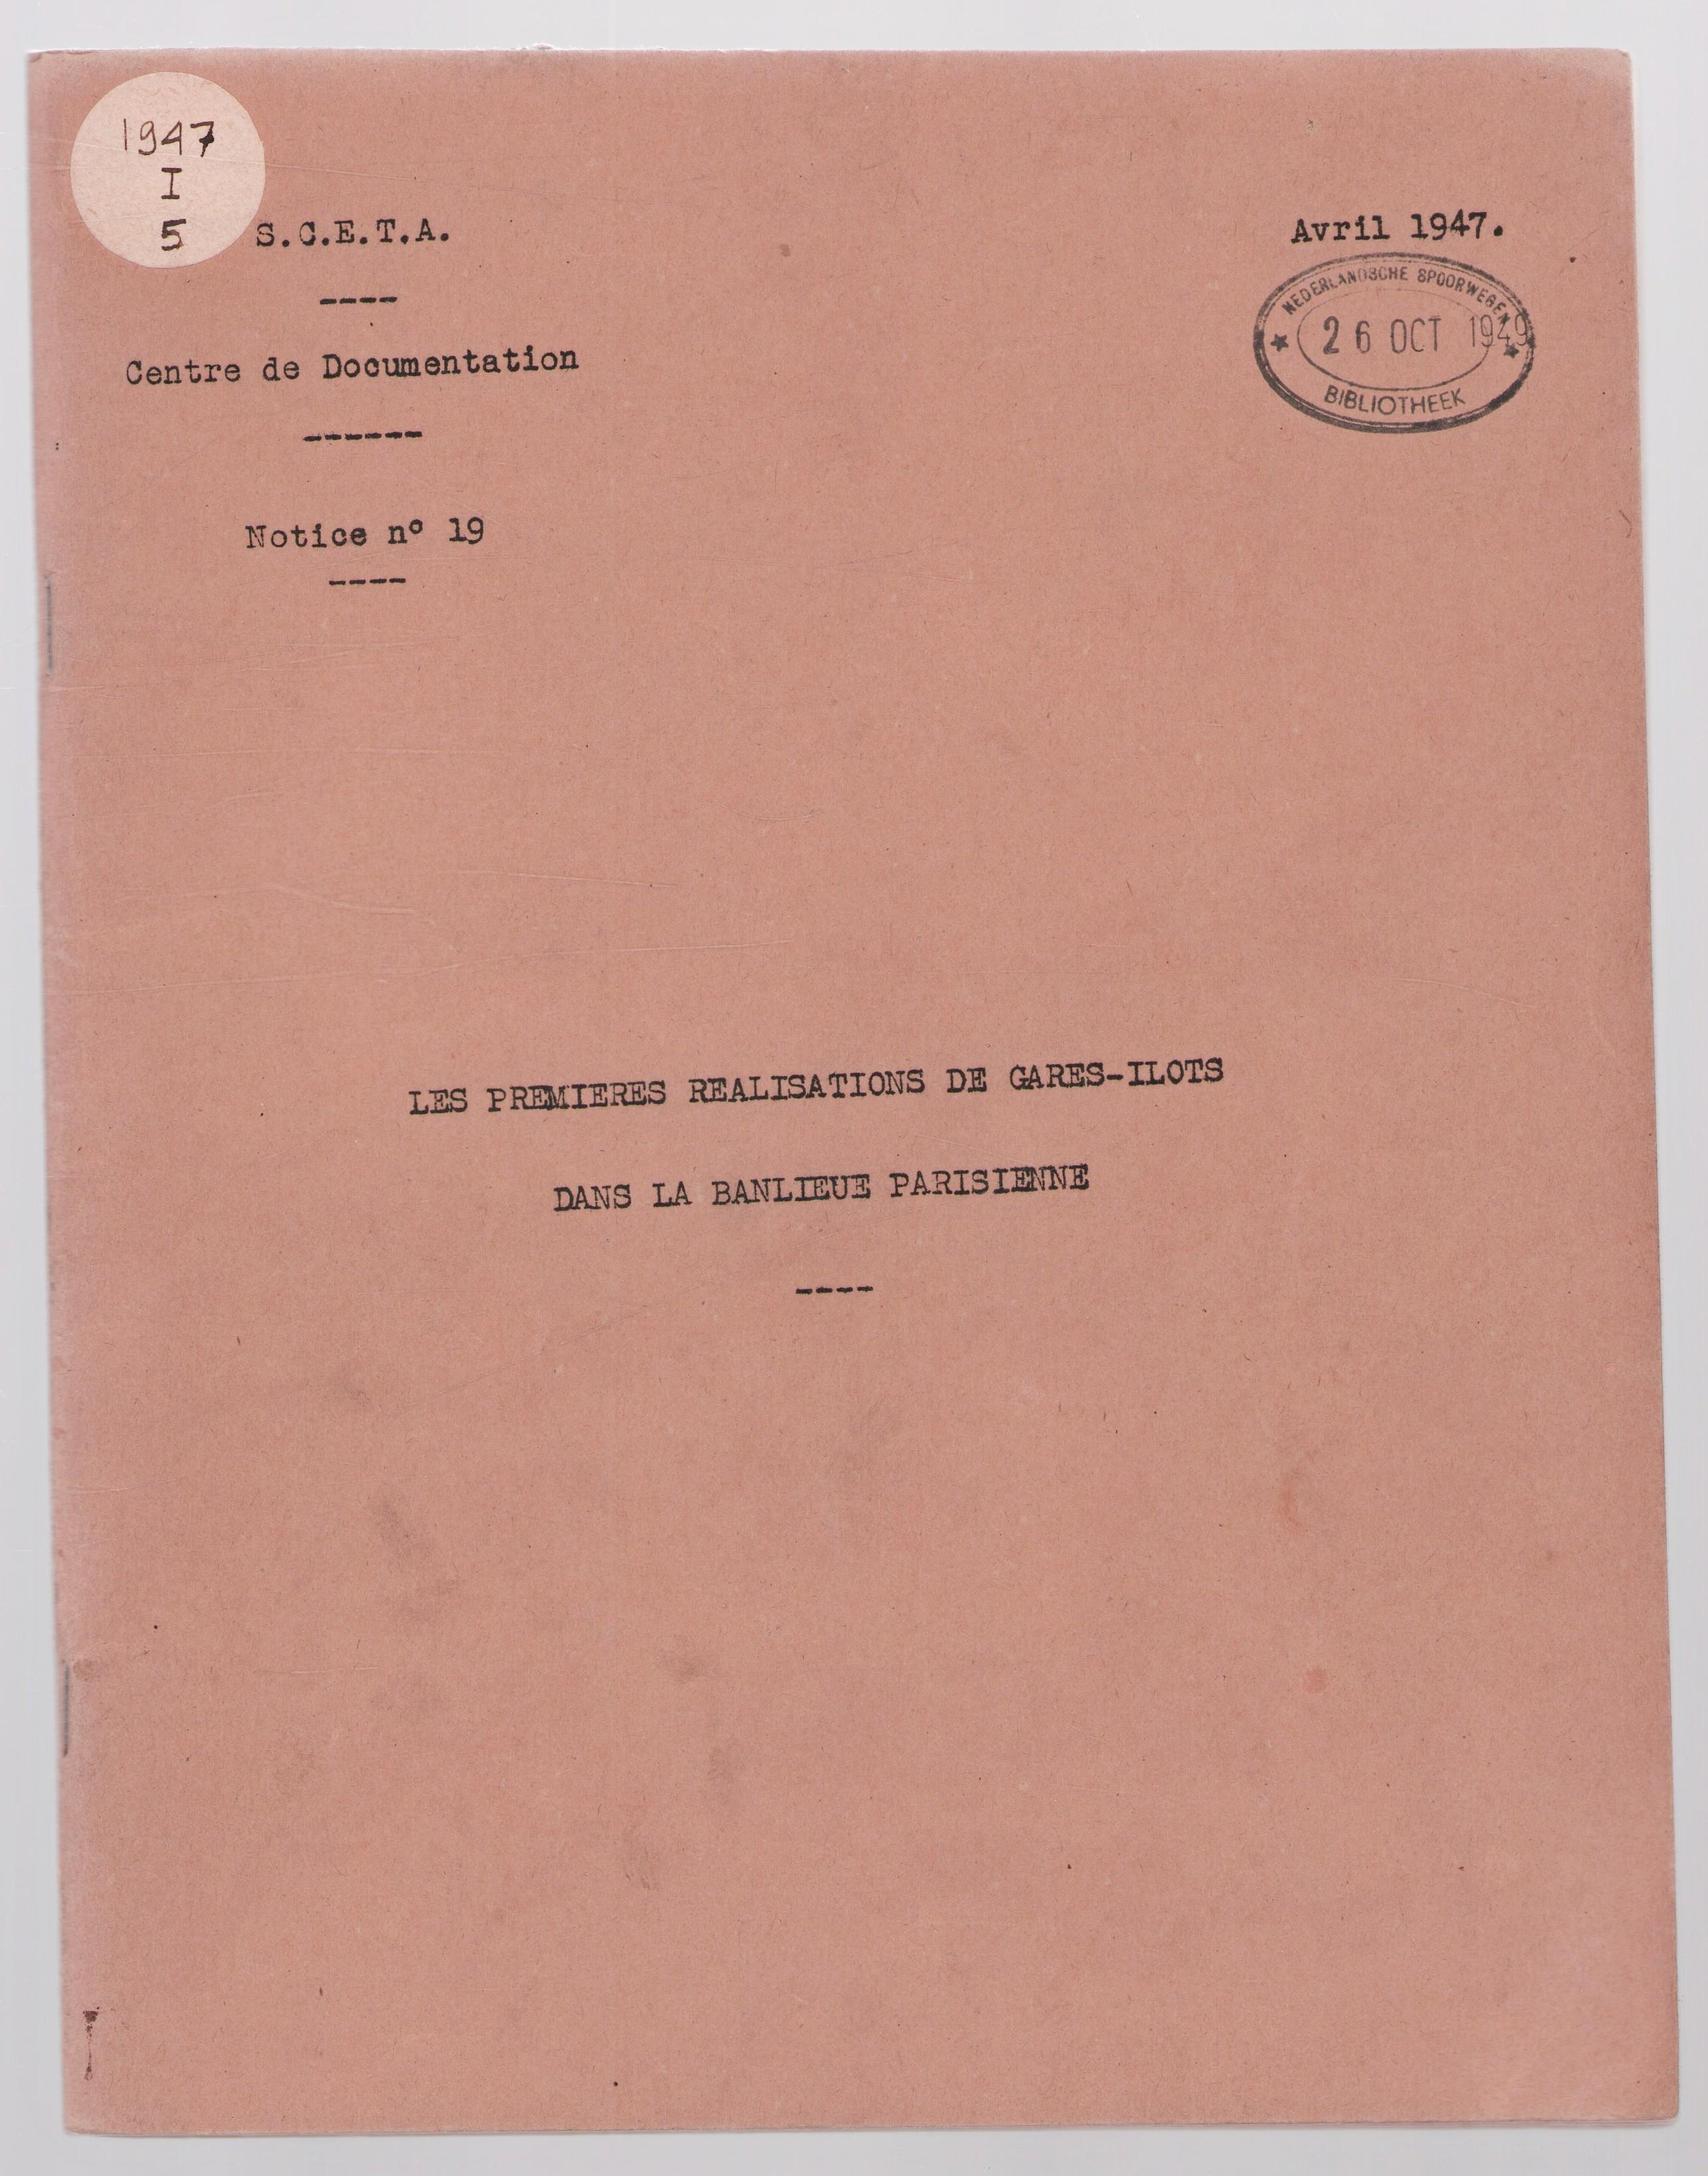 1947
I
5
S.C.E.T.A.
----
Centre de Documentation
------
Notice nº 19
----
Avril 1947.
NEDERLANDSCHE SPOORWEGEN
26 OCT 1949
BIBLIOTHEEK
LES PREMIERES REALISATIONS DE GARES-ILOTS
DANS LA BANLIEUE PARISIENNE
----